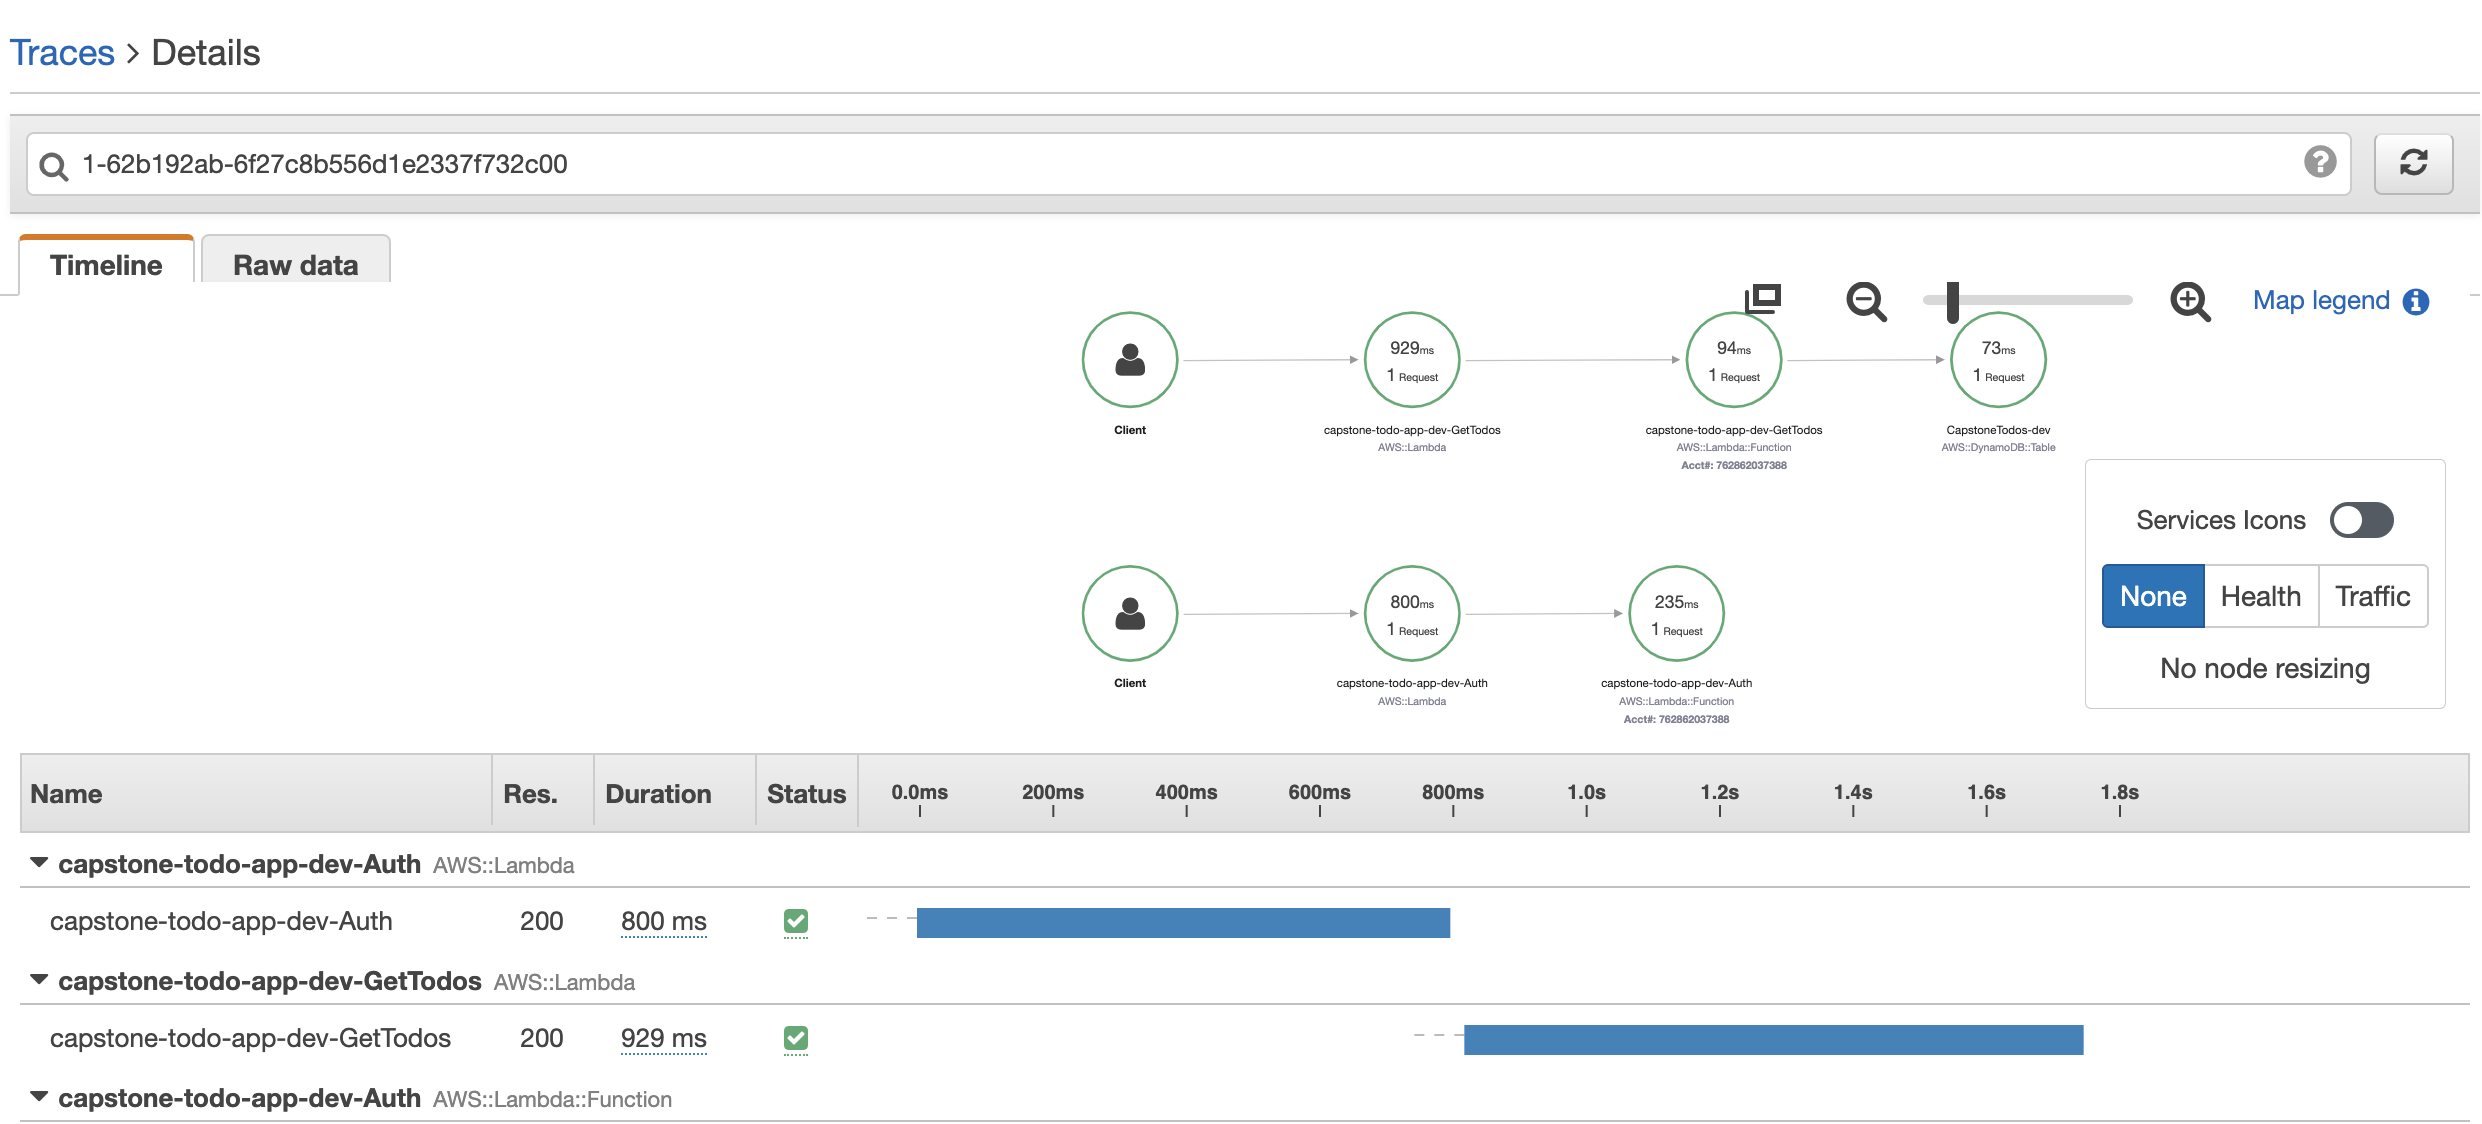 Traces > Details
1-62b192ab-6f27c8b556d1e2337f732c00
Timeline
Raw data
Map legend
929ms
1 Request
94ms
1 Request
73ms
1 Request
Client
capstone-todo-app-dev-GetTodos
AWS::Lambda
capstone-todo-app-dev-GetTodos
AWS::Lambda::Function
Acct#: 762862037388
CapstoneTodos-dev
AWS::DynamoDB::Table
Services Icons
None Health Traffic
No node resizing
800ms
1 Request
235ms
1 Request
Client
capstone-todo-app-dev-Auth
AWS::Lambda
capstone-todo-app-dev-Auth
AWS::Lambda::Function
Acct#: 762862037388
Name Res. Duration Status 0.0ms 200ms 400ms 600ms 800ms 1.0s 1.2s 1.4s 1.6s 1.8s
capstone-todo-app-dev-Auth AWS::Lambda
capstone-todo-app-dev-Auth 200 800 ms
capstone-todo-app-dev-GetTodos AWS::Lambda
capstone-todo-app-dev-GetTodos 200 929 ms
capstone-todo-app-dev-Auth AWS::Lambda::Function